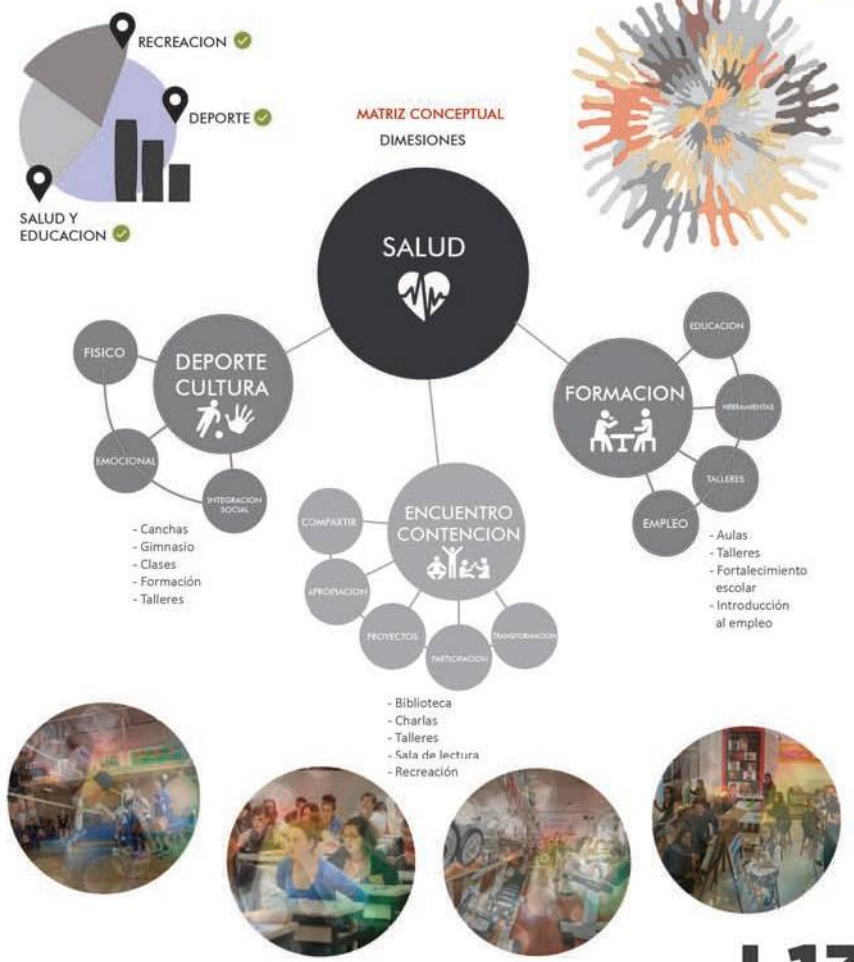 RECREACION
DEPORTE
SALUD Y
EDUCACION
MATRIZ CONCEPTUAL
DIMESIONES
SALUD
FISICO
DEPORTE
CULTURA
EMOCIONAL
INTEGRACION
SOCIAL
- Canchas
- Gimnasio
- Clases
- Formación
- Talleres
ENCUENTRO
CONTENCION
COMPARTIR
APROPIACION
PROYECTOS
PARTICIPACION
TRANSFORMACION
- Biblioteca
- Charlas
- Talleres
- Sala de lectura
- Recreación
FORMACION
EDUCACION
HERRAMIENTAS
TALLERES
EMPLEO
- Aulas
- Talleres
- Fortalecimiento
escolar
- Introducción
al empleo